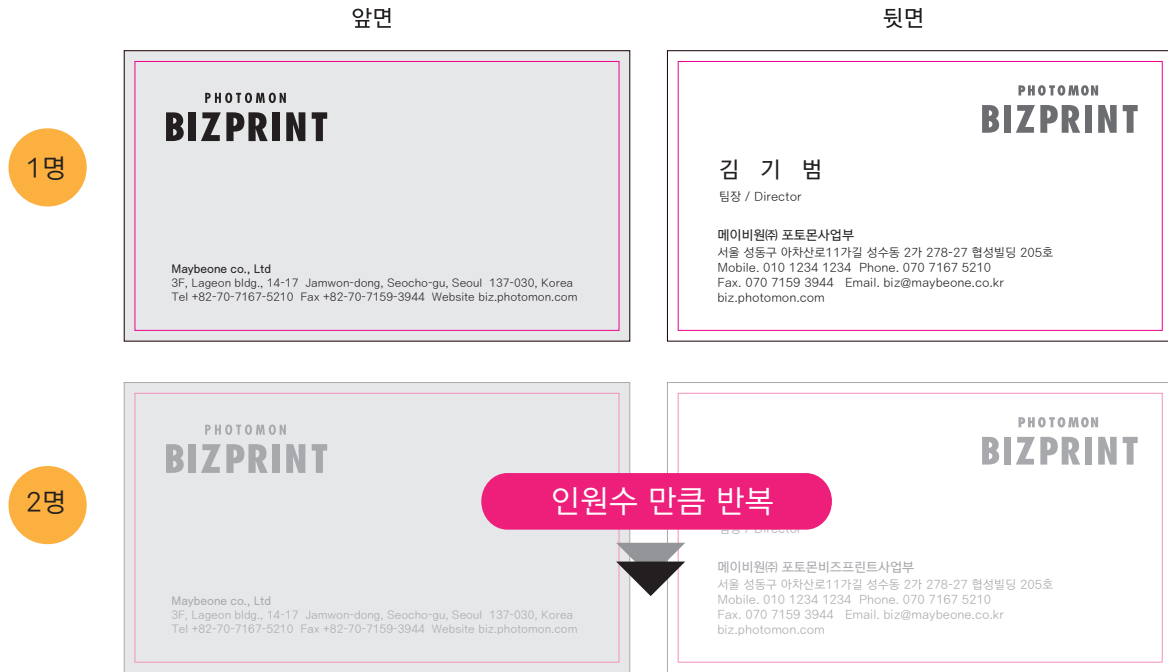 앞면
뒷면
1명
PHOTOMON
BIZPRINT
Maybeone co., Ltd
3F, Lageon bldg., 14-17 Jamwon-dong, Seocho-gu, Seoul 137-030, Korea
Tel +82-70-7167-5210 Fax +82-70-7159-3944 Website biz.photomon.com
PHOTOMON
BIZPRINT
김 기 범
팀장 / Director
메이비원㈜ 포토몬사업부
서울 성동구 아차산로11가길 성수동 2가 278-27 협성빌딩 205호
Mobile. 010 1234 1234 Phone. 070 7167 5210
Fax. 070 7159 3944 Email. biz@maybeone.co.kr
biz.photomon.com
2명
PHOTOMON
BIZPRINT
Maybeone co., Ltd
3F, Lageon bldg., 14-17 Jamwon-dong, Seocho-gu, Seoul 137-030, Korea
Tel +82-70-7167-5210 Fax +82-70-7159-3944 Website biz.photomon.com
인원수 만큼 반복
PHOTOMON
BIZPRINT
팀장 / Director
메이비원㈜ 포토몬비즈프린트사업부
서울 성동구 아차산로11가길 성수동 2가 278-27 협성빌딩 205호
Mobile. 010 1234 1234 Phone. 070 7167 5210
Fax. 070 7159 3944 Email. biz@maybeone.co.kr
biz.photomon.com